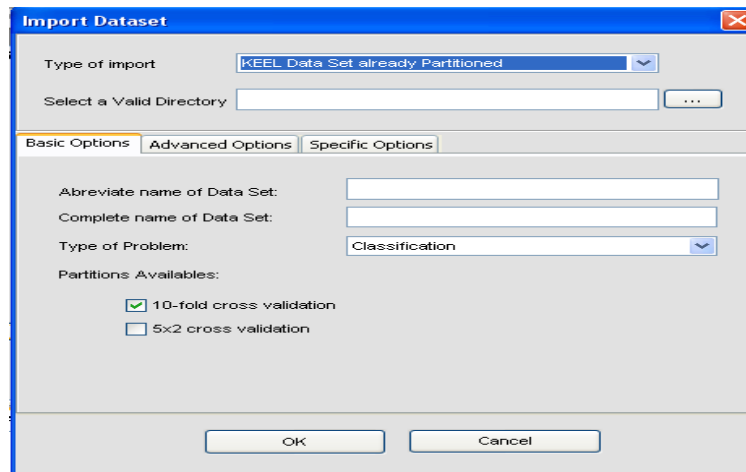 Import Dataset
Type of import KEEL Data Set already Partitioned
Select a Valid Directory ...
Basic Options Advanced Options Specific Options
Abreviate name of Data Set:
Complete name of Data Set:
Type of Problem: Classification
Partitions Availables:
10-fold cross validation
5x2 cross validation
OK Cancel